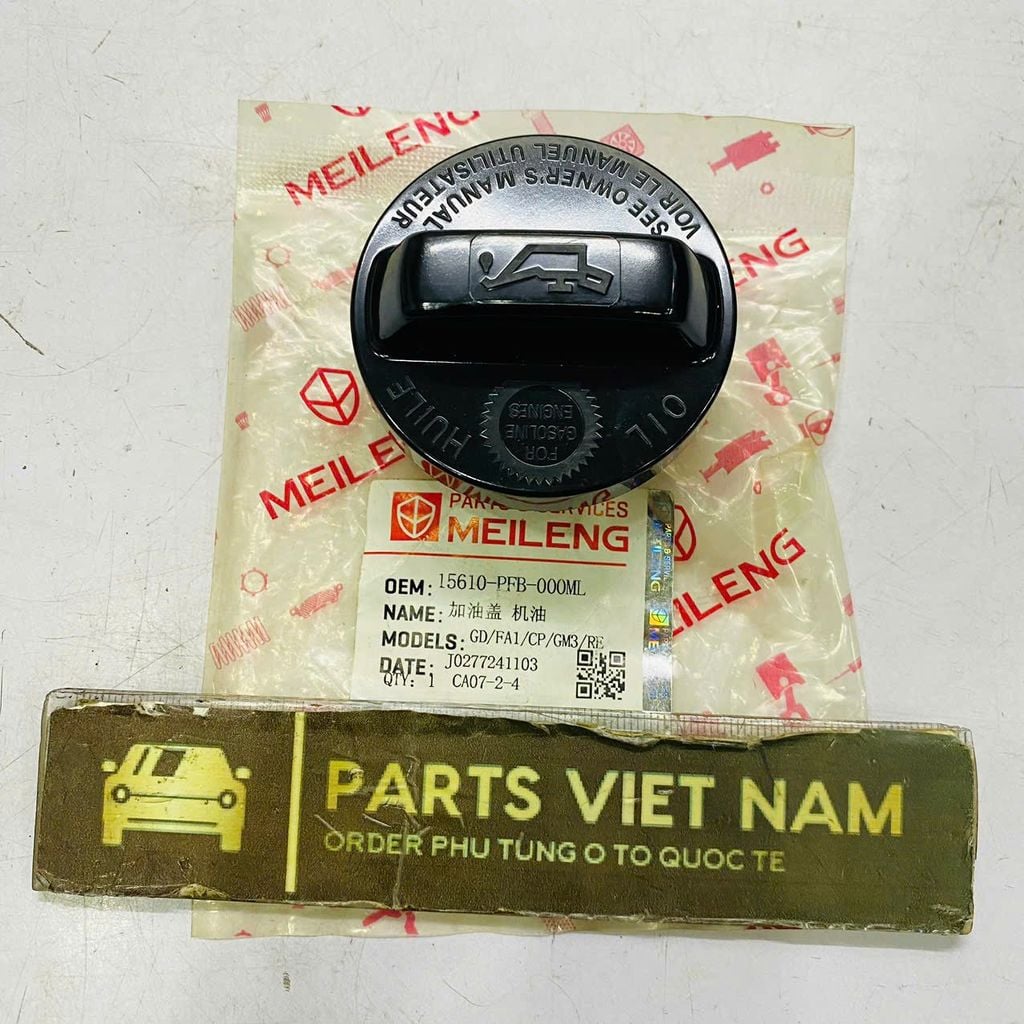 MEILENG
MEILENG
SEE OWNER'S MANUAL
VOIR LE MANUEL UTILISATEUR
HUILE
OIL
FOR
GASOLINE
ENGINES
MEILENG
MEILENG
PARTS & SERVICES
MEILENG
OEM: 15610-PFB-000ML
NAME: 加油盖 机油
MODELS: GD/FA1/CP/GM3/RE
DATE: J0277241103
QTY: 1 CA07-2-4
PARTS VIET NAM
ORDER PHU TÙNG O TO QUOC TE